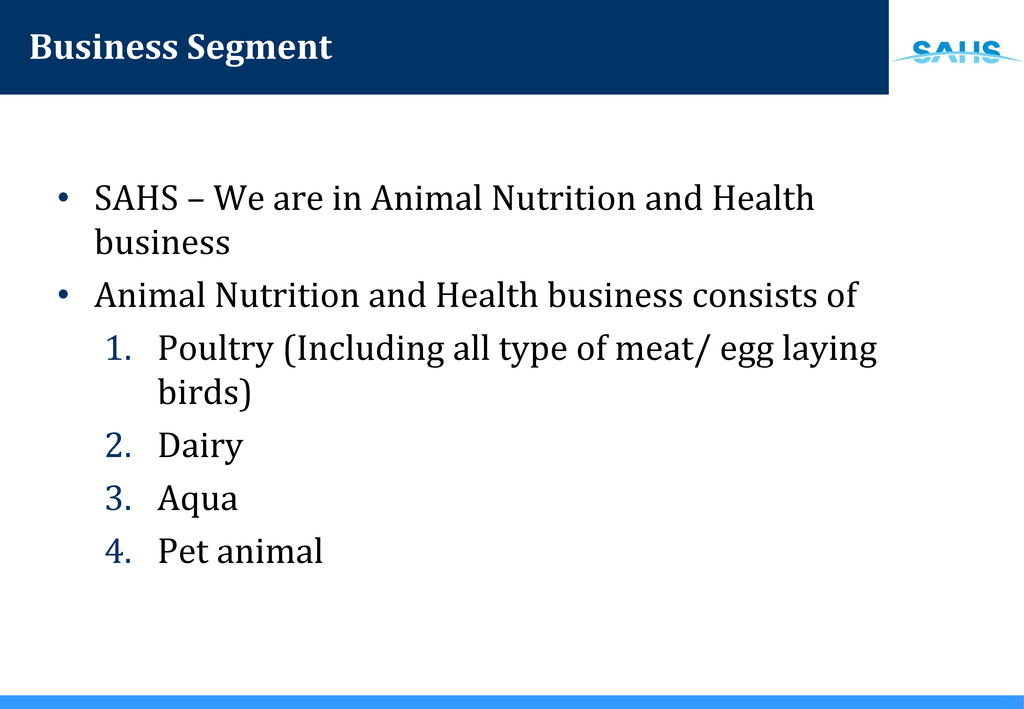 Business Segment
SAHS
• SAHS – We are in Animal Nutrition and Health
business
• Animal Nutrition and Health business consists of
1. Poultry (Including all type of meat/ egg laying
birds)
2. Dairy
3. Aqua
4. Pet animal